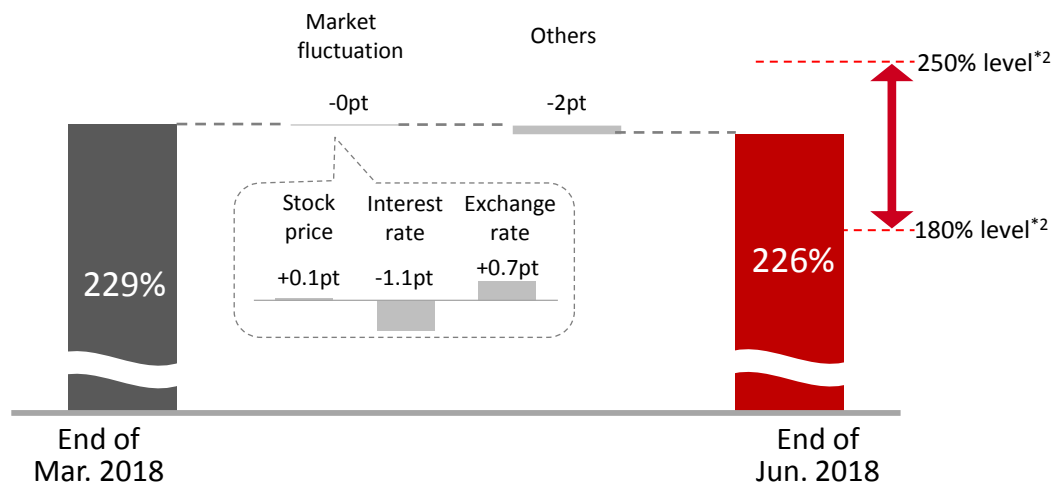 Market
fluctuation
Others
250% level*2
-0pt
-2pt
Stock
price
Interest
rate
Exchange
rate
180% level*2
+0.1pt
-1.1pt
+0.7pt
229%
226%
End of
Mar. 2018
End of
Jun. 2018